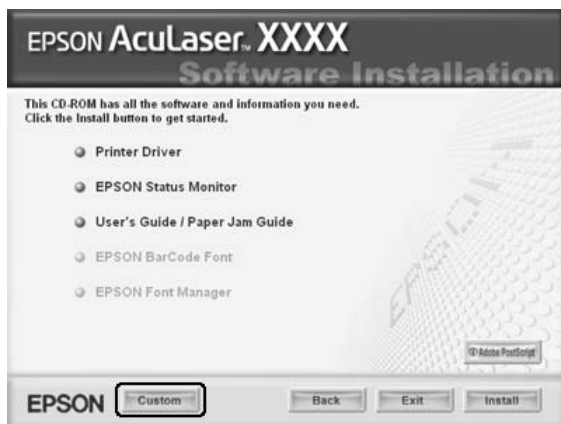 EPSON AcuLaser™ XXXX
Software Installation
This CD-ROM has all the software and information you need.
Click the Install button to get started.
Printer Driver
EPSON Status Monitor
User's Guide / Paper Jam Guide
EPSON BarCode Font
EPSON Font Manager
EPSON
Adobe PostScript
EPSON Custom Back Exit Install